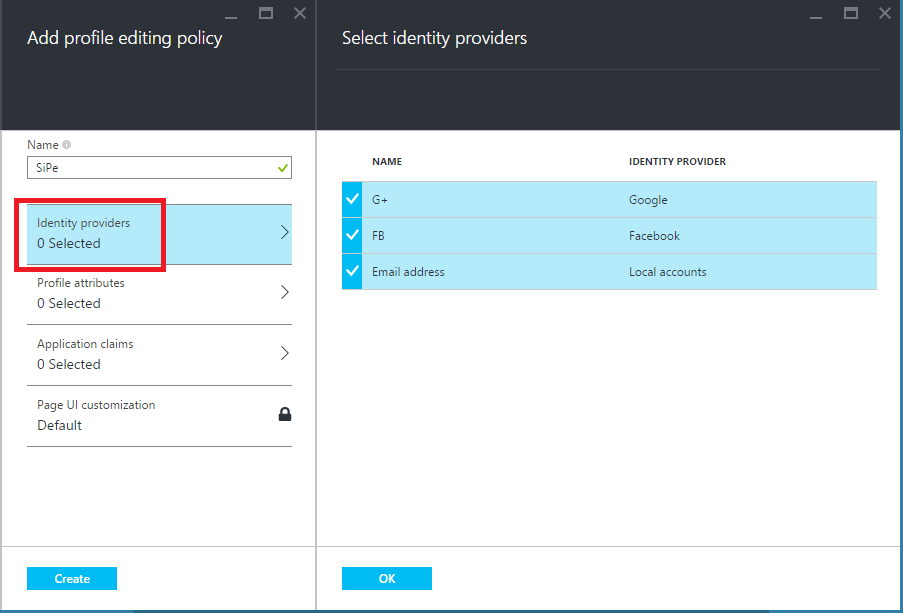 Add profile editing policy
Name
SiPe
Identity providers
0 Selected
Profile attributes
0 Selected
Application claims
0 Selected
Page UI customization
Default
Create
Select identity providers
NAME IDENTITY PROVIDER
G+ Google
FB Facebook
Email address Local accounts
OK